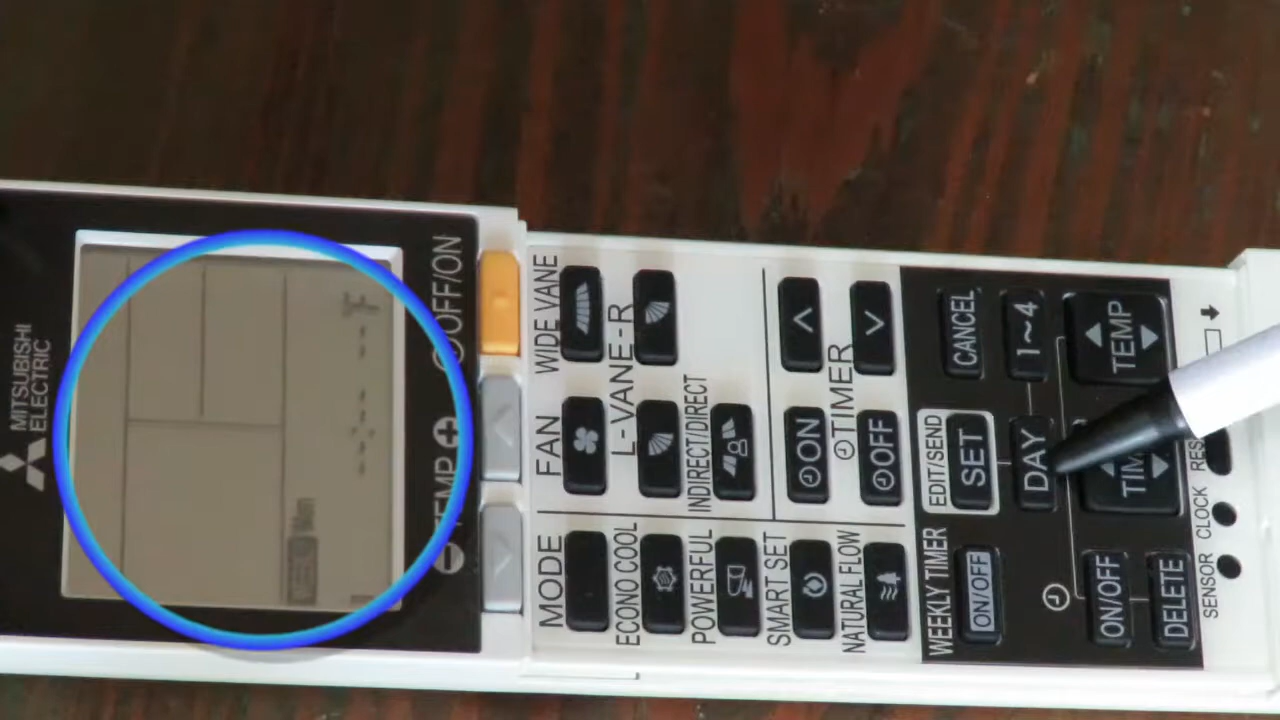 MITSUBISHI
ELECTRIC
°F
Mon
OFF/ON
TEMP
WIDE VANE
L-VANE-R
FAN
INDIRECT/DIRECT
MODE
ECONO COOL
POWERFUL
SMART SET
NATURAL FLOW
TIMER
ON
OFF
CANCEL
1~4
TEMP
EDIT/SEND
SET
DAY
WEEKLY TIMER
ON/OFF
ON/OFF
DELETE
CLOCK
SENSOR